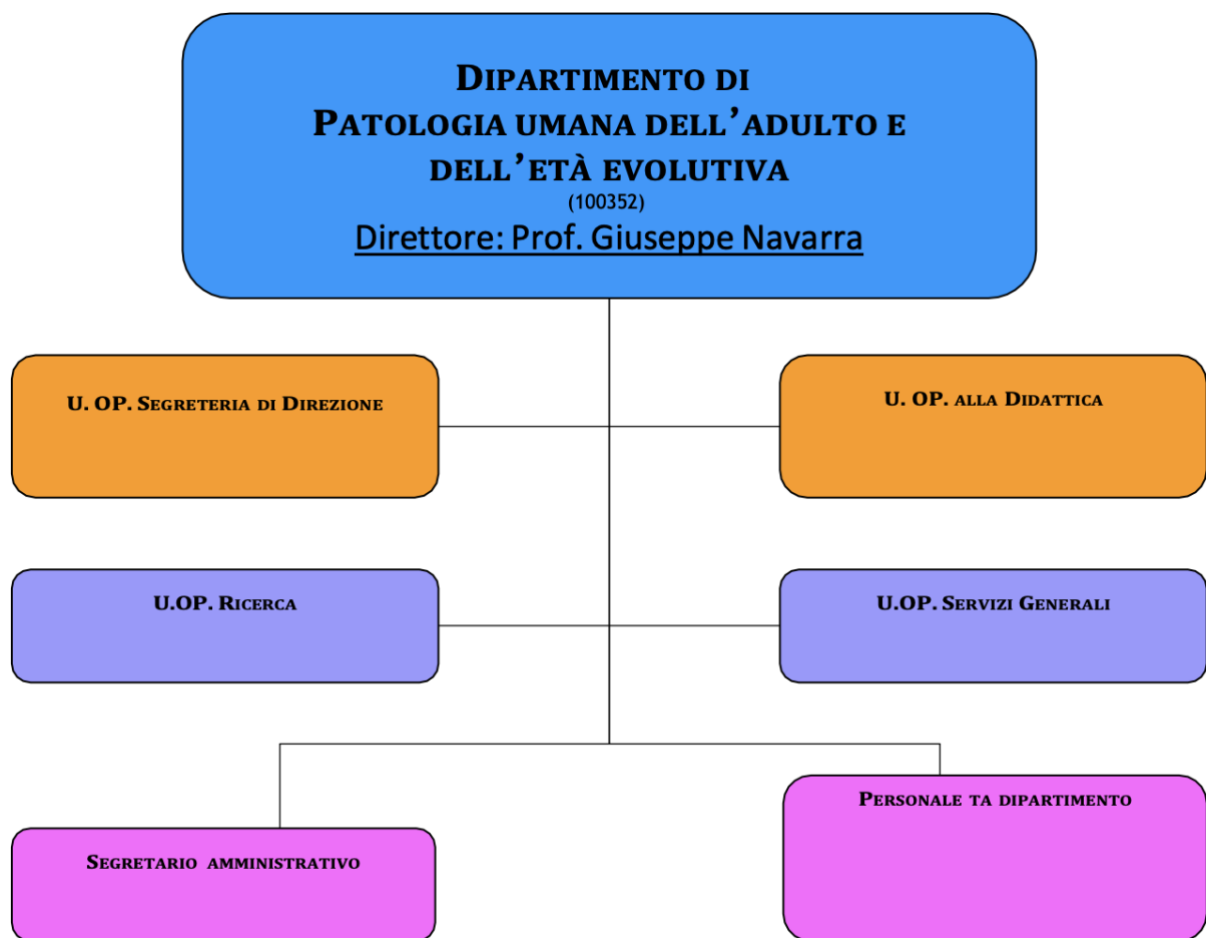 DIPARTIMENTO DI
PATOLOGIA UMANA DELL'ADULTO E
DELL'ETÀ EVOLUTIVA
(100352)
Direttore: Prof. Giuseppe Navarra
U. OP. SEGRETERIA DI DIREZIONE
U. OP. ALLA DIDATTICA
U.OP. RICERCA
U.OP. SERVIZI GENERALI
PERSONALE TA DIPARTIMENTO
SEGRETARIO AMMINISTRATIVO